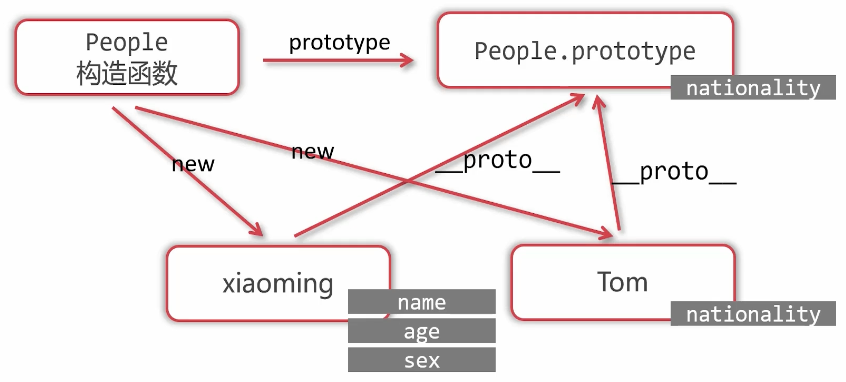 People
构造函数
prototype
People.prototype
nationality
new
new
__proto__
__proto__
xiaoming
name
age
sex
Tom
nationality